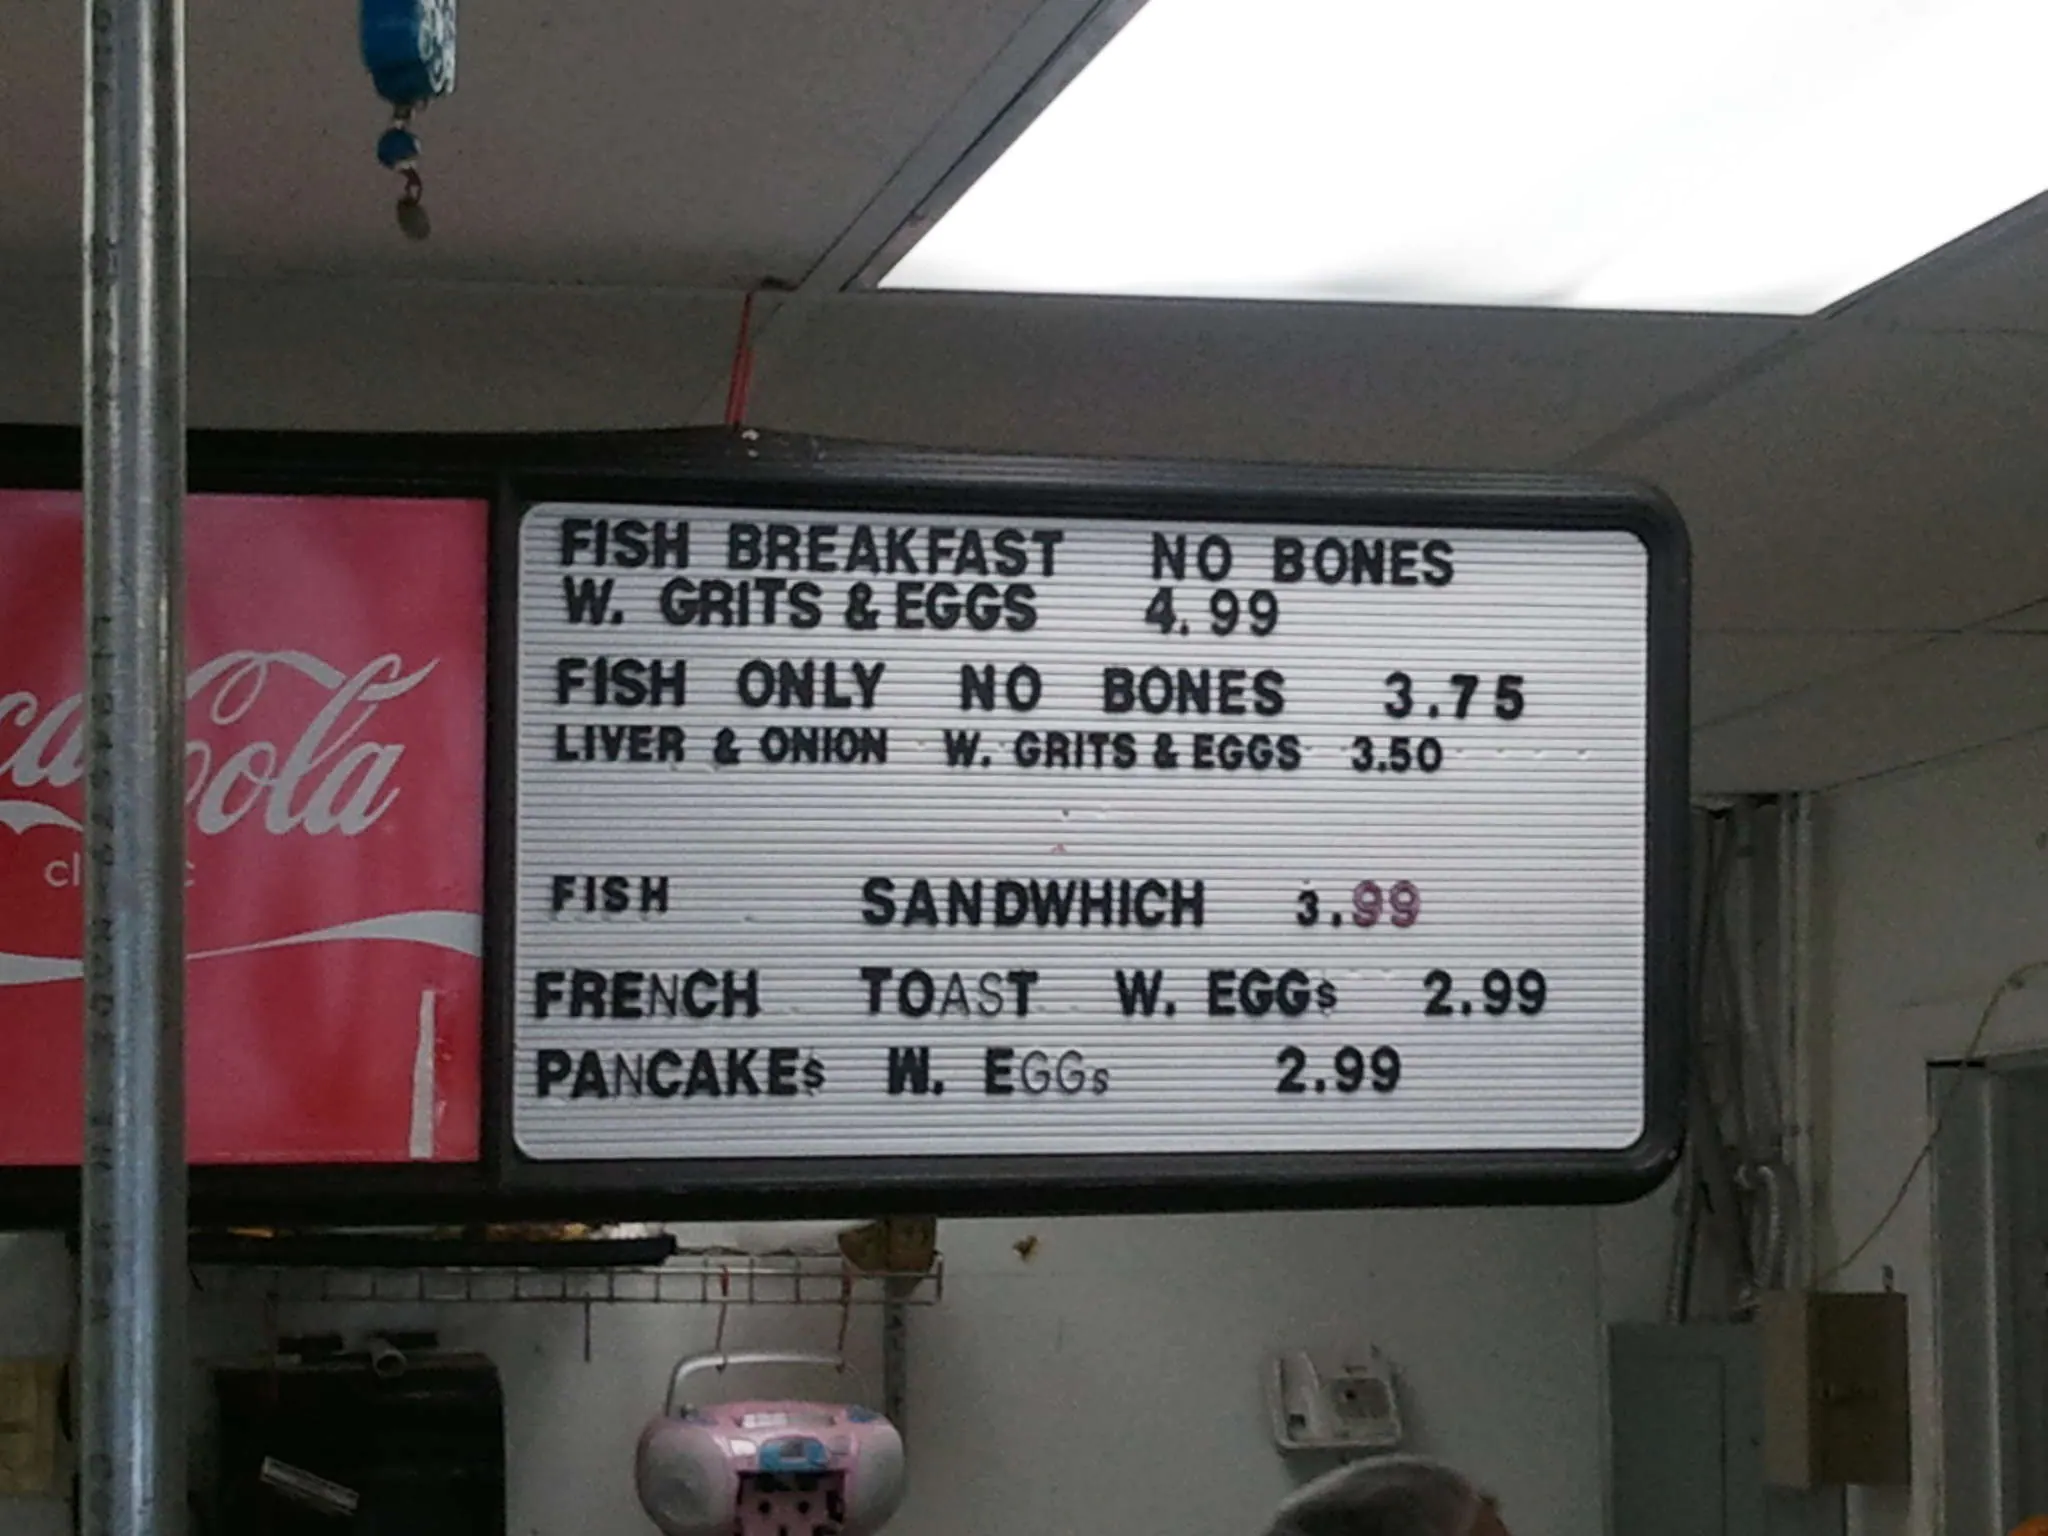 Coca-Cola
classic
FISH BREAKFAST NO BONES
W. GRITS & EGGS 4.99
FISH ONLY NO BONES 3.75
LIVER & ONION W. GRITS & EGGS 3.50
FISH SANDWHICH 3.99
FRENCH TOAST W. EGGs 2.99
PANCAKEs W. EGGs 2.99